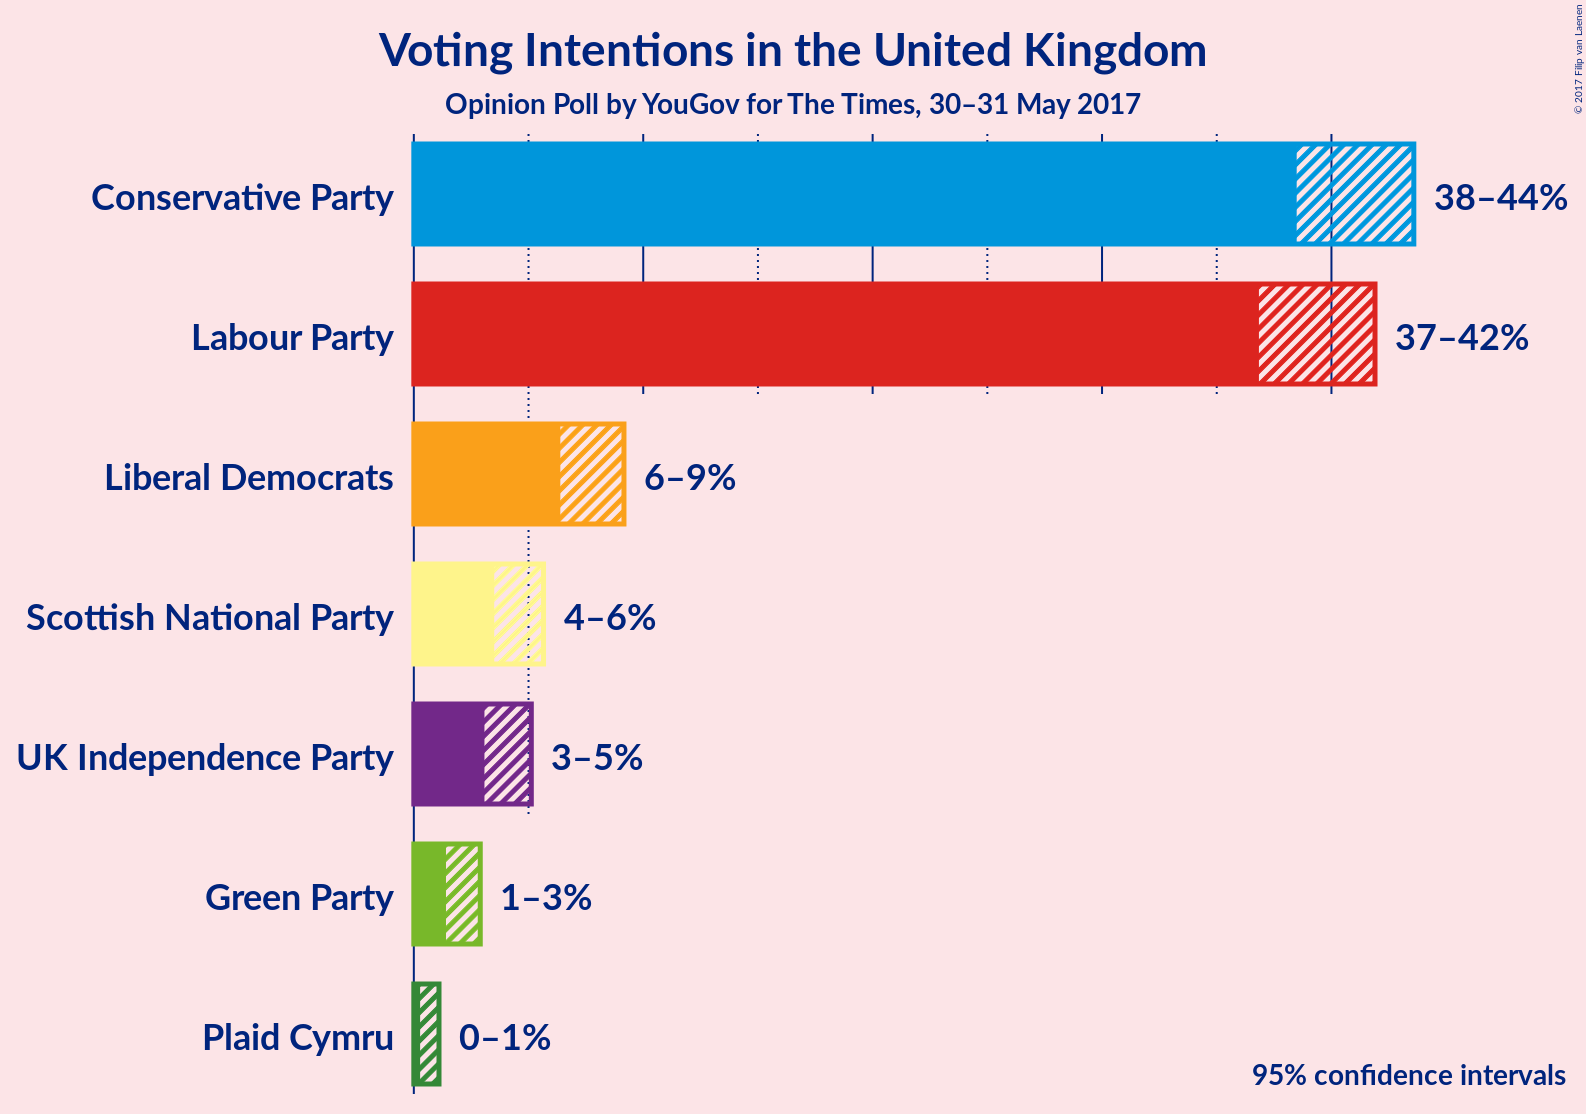 Voting Intentions in the United Kingdom
Opinion Poll by YouGov for The Times, 30–31 May 2017
© 2017 Filip van Laenen
Conservative Party 38–44%
Labour Party 37–42%
Liberal Democrats 6–9%
Scottish National Party 4–6%
UK Independence Party 3–5%
Green Party 1–3%
Plaid Cymru 0–1%
95% confidence intervals